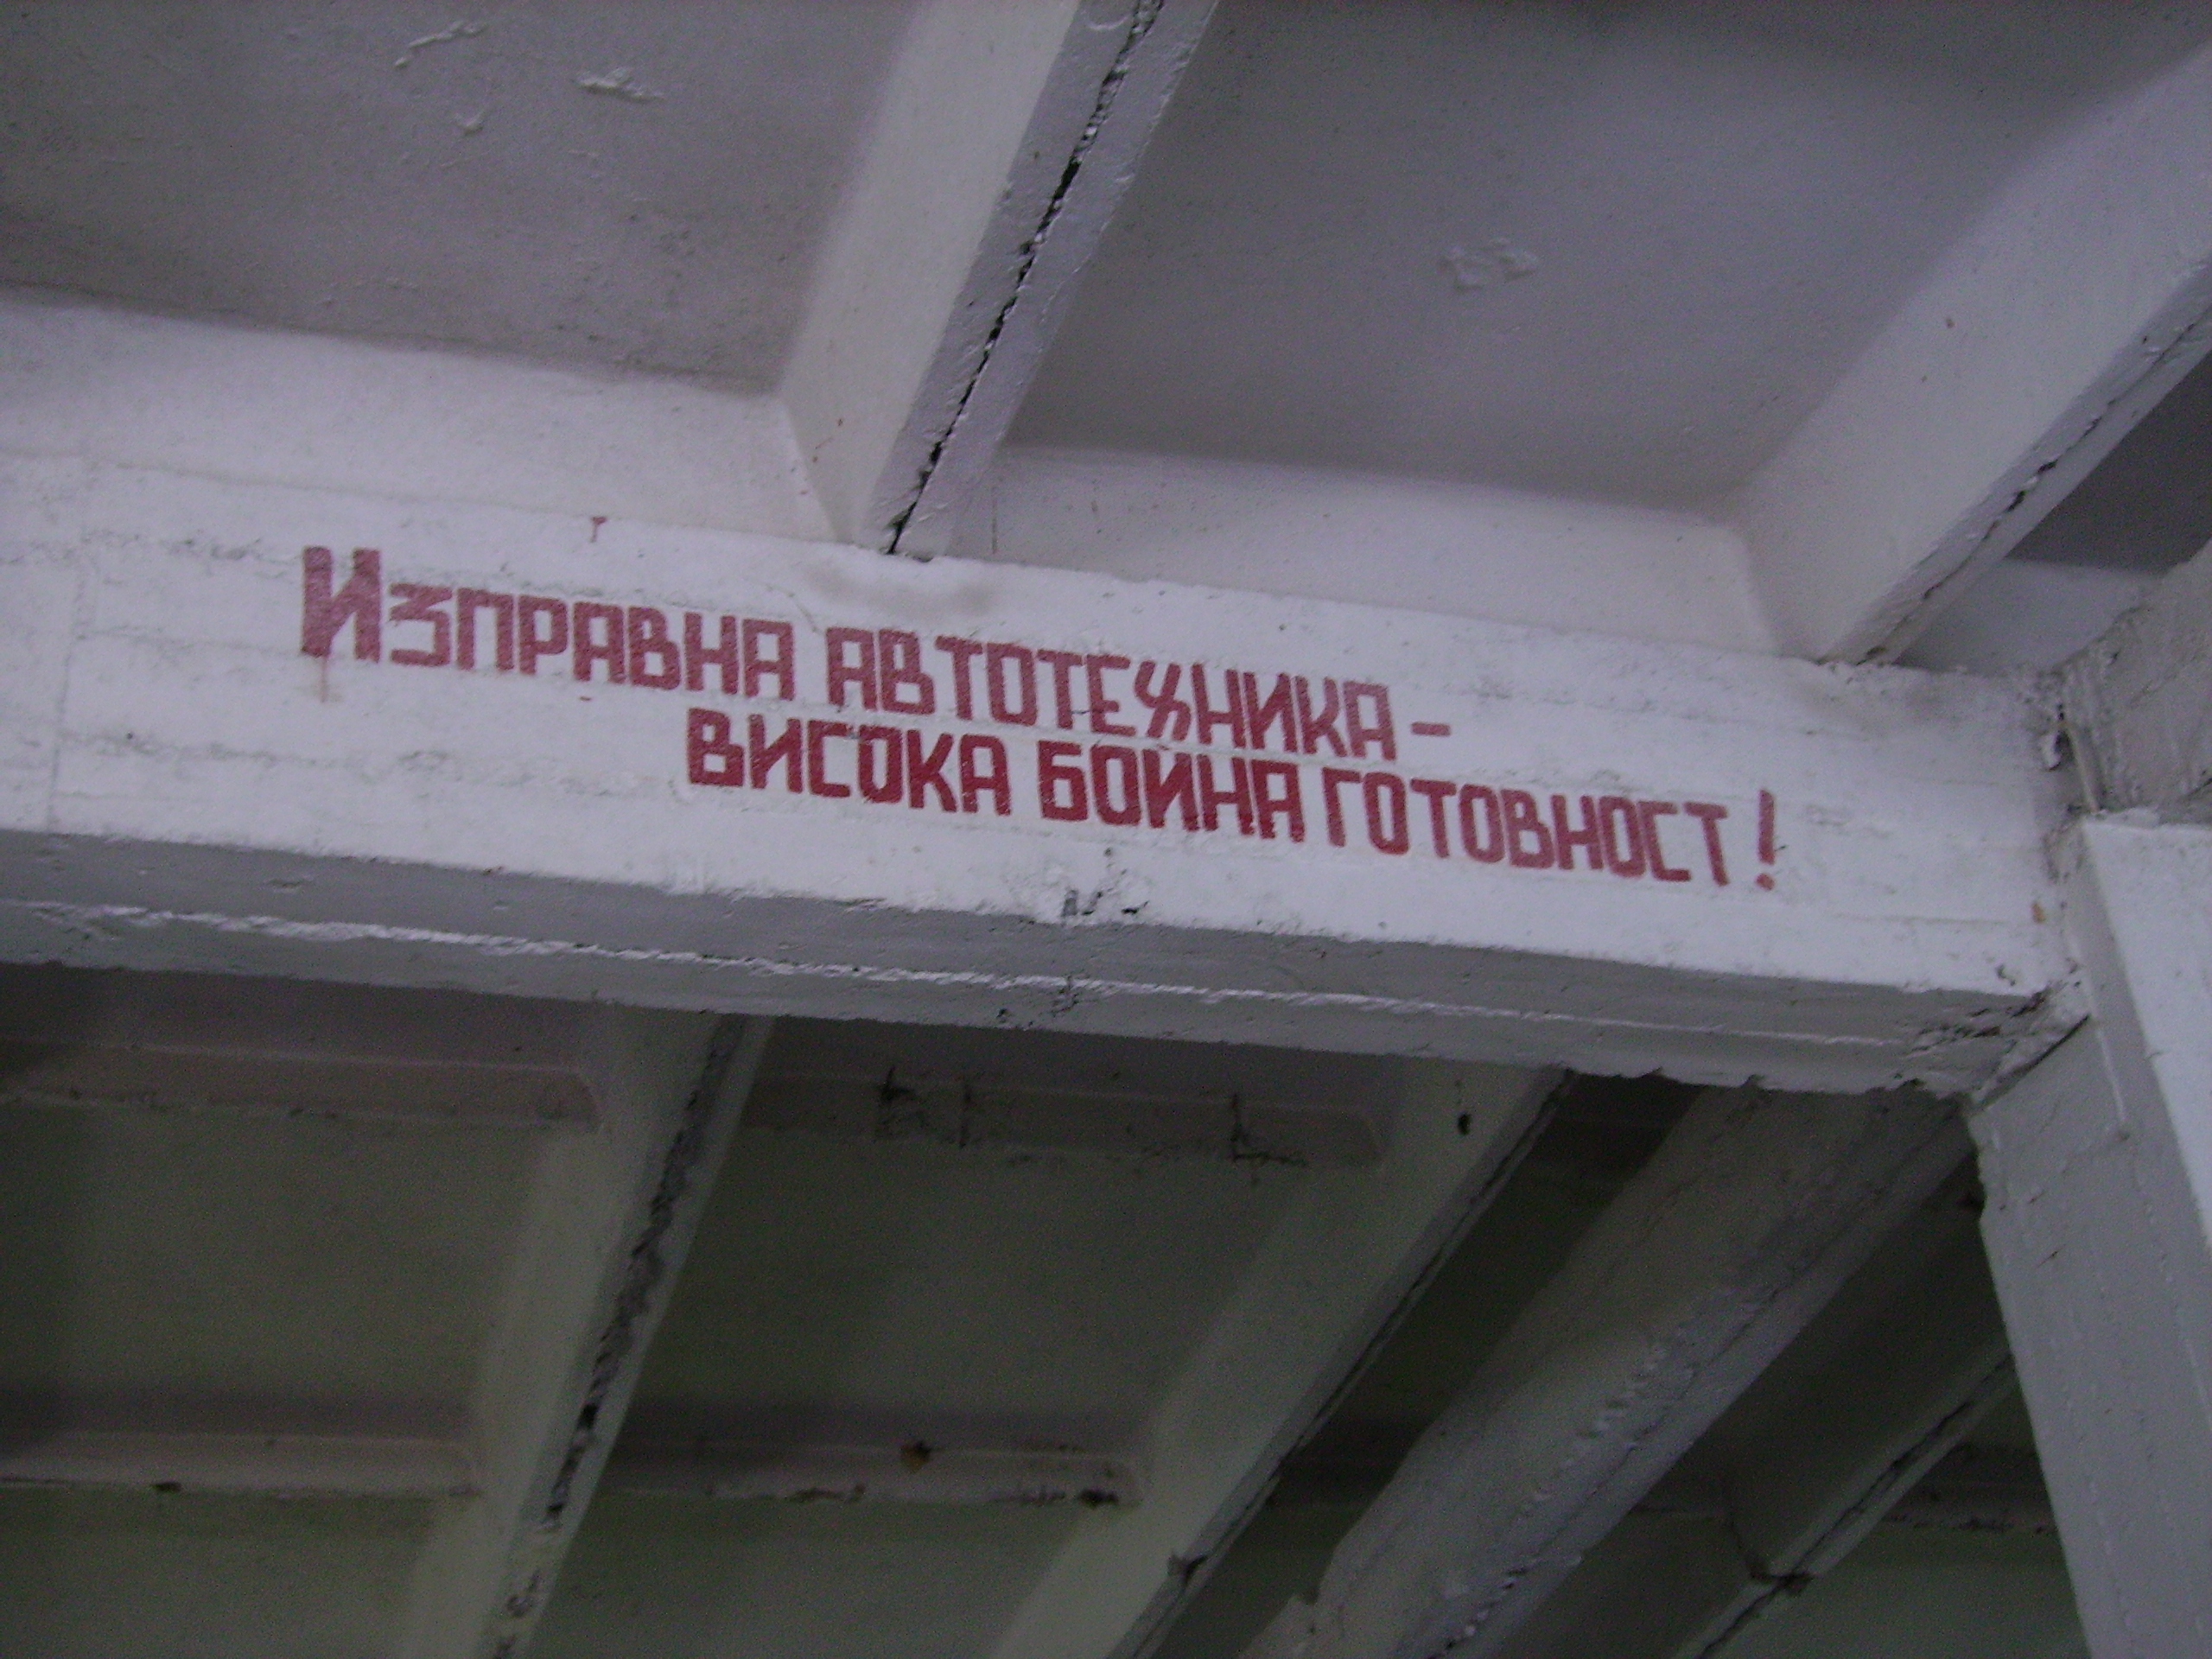 Изправна автотехника –
висока бойна готовност!